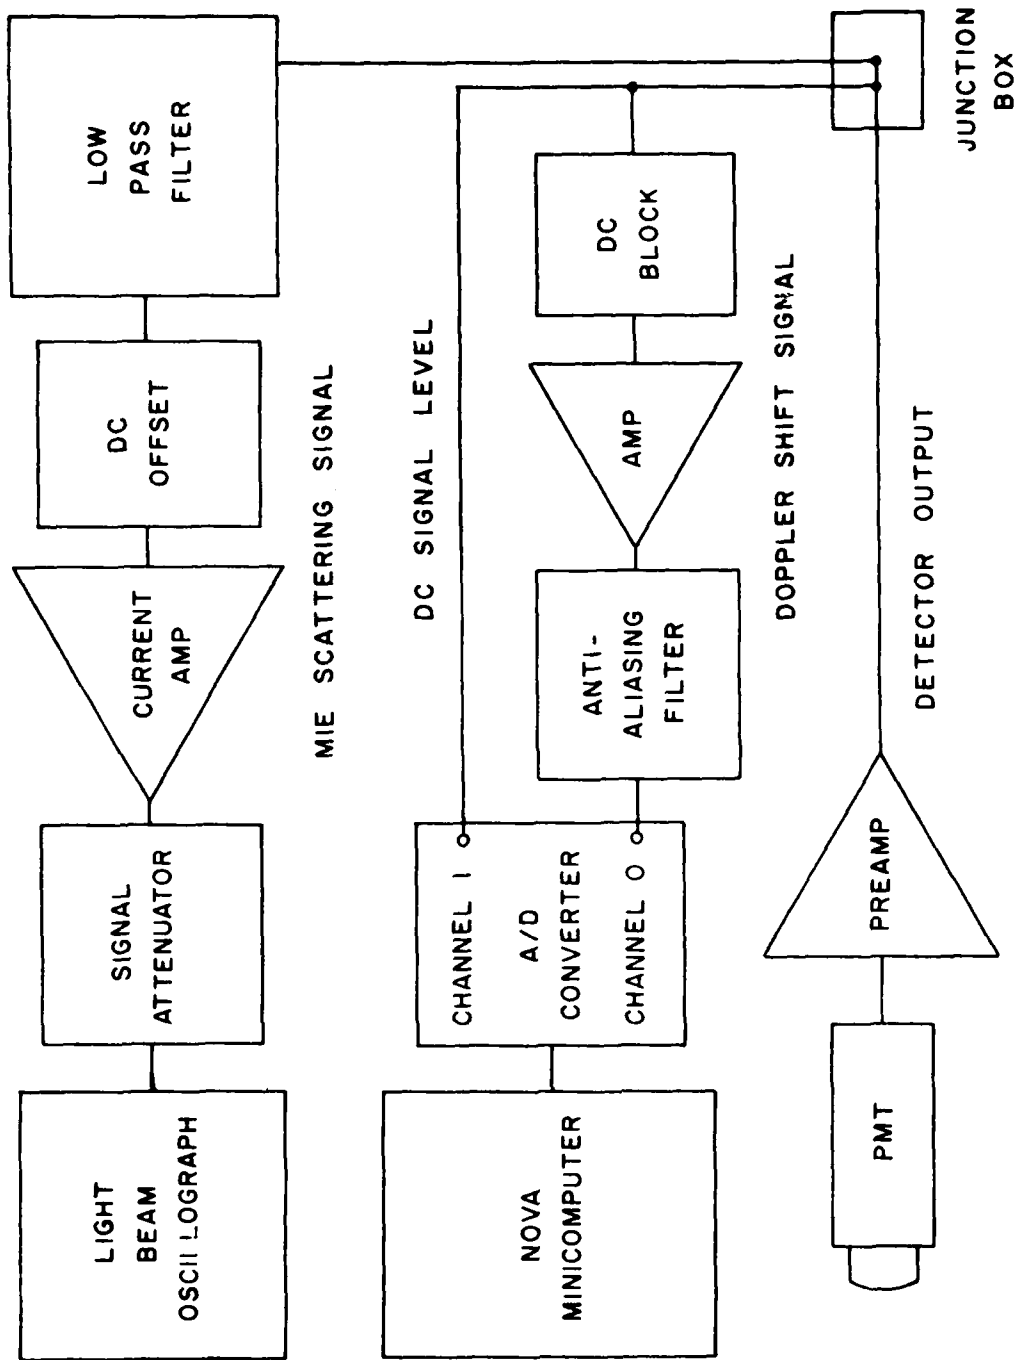 LIGHT
BEAM
OSCILLOGRAPH
SIGNAL
ATTENUATOR
CURRENT
AMP
DC
OFFSET
LOW
PASS
FILTER
MIE SCATTERING SIGNAL
DC SIGNAL LEVEL
NOVA
MINICOMPUTER
CHANNEL 1
A/D
CONVERTER
CHANNEL 0
ANTI-
ALIASING
FILTER
AMP
DC
BLOCK
DOPPLER SHIFT SIGNAL
PMT
PREAMP
DETECTOR OUTPUT
JUNCTION
BOX